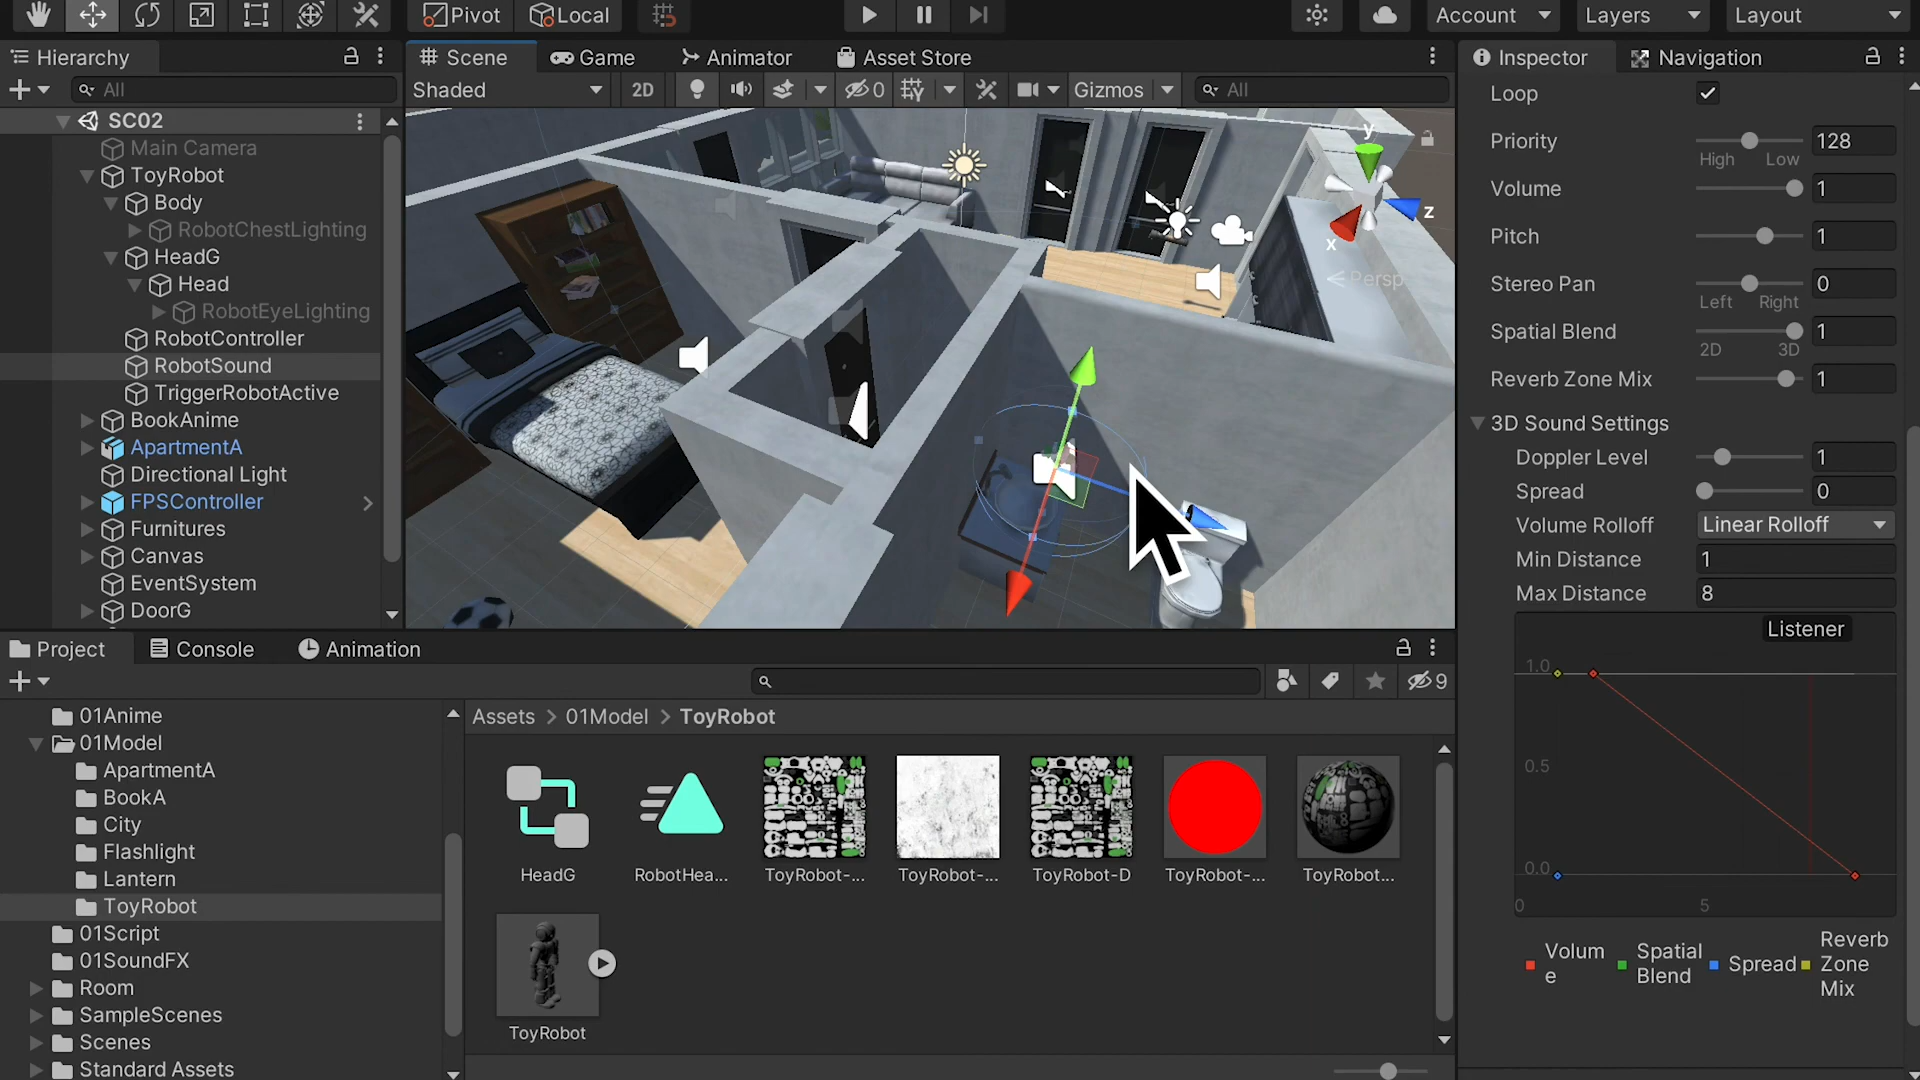 Pivot
Local
Account
Layers
Layout
Hierarchy
Scene
Game
Animator
Asset Store
Inspector
Navigation
All
Shaded
2D
0
Gizmos
All
SC02
Main Camera
ToyRobot
Body
RobotChestLighting
HeadG
Head
RobotEyeLighting
RobotController
RobotSound
TriggerRobotActive
BookAnime
ApartmentA
Directional Light
FPSController
Furnitures
Canvas
EventSystem
DoorG
y
z
x
Persp
Loop
Priority
128
High Low
Volume
1
Pitch
1
Stereo Pan
0
Left Right
Spatial Blend
1
2D 3D
Reverb Zone Mix
1
3D Sound Settings
Doppler Level
1
Spread
0
Volume Rolloff
Linear Rolloff
Min Distance
1
Max Distance
8
Listener
1.0
0.5
0.0
0
5
Volum
e
Spatial
Blend
Spread
Reverb
Zone
Mix
Project
Console
Animation
9
01Anime
01Model
ApartmentA
BookA
City
Flashlight
Lantern
ToyRobot
01Script
01SoundFX
Room
SampleScenes
Scenes
Standard Assets
Assets > 01Model > ToyRobot
HeadG
RobotHea...
ToyRobot-...
ToyRobot-...
ToyRobot-D
ToyRobot-...
ToyRobot...
ToyRobot